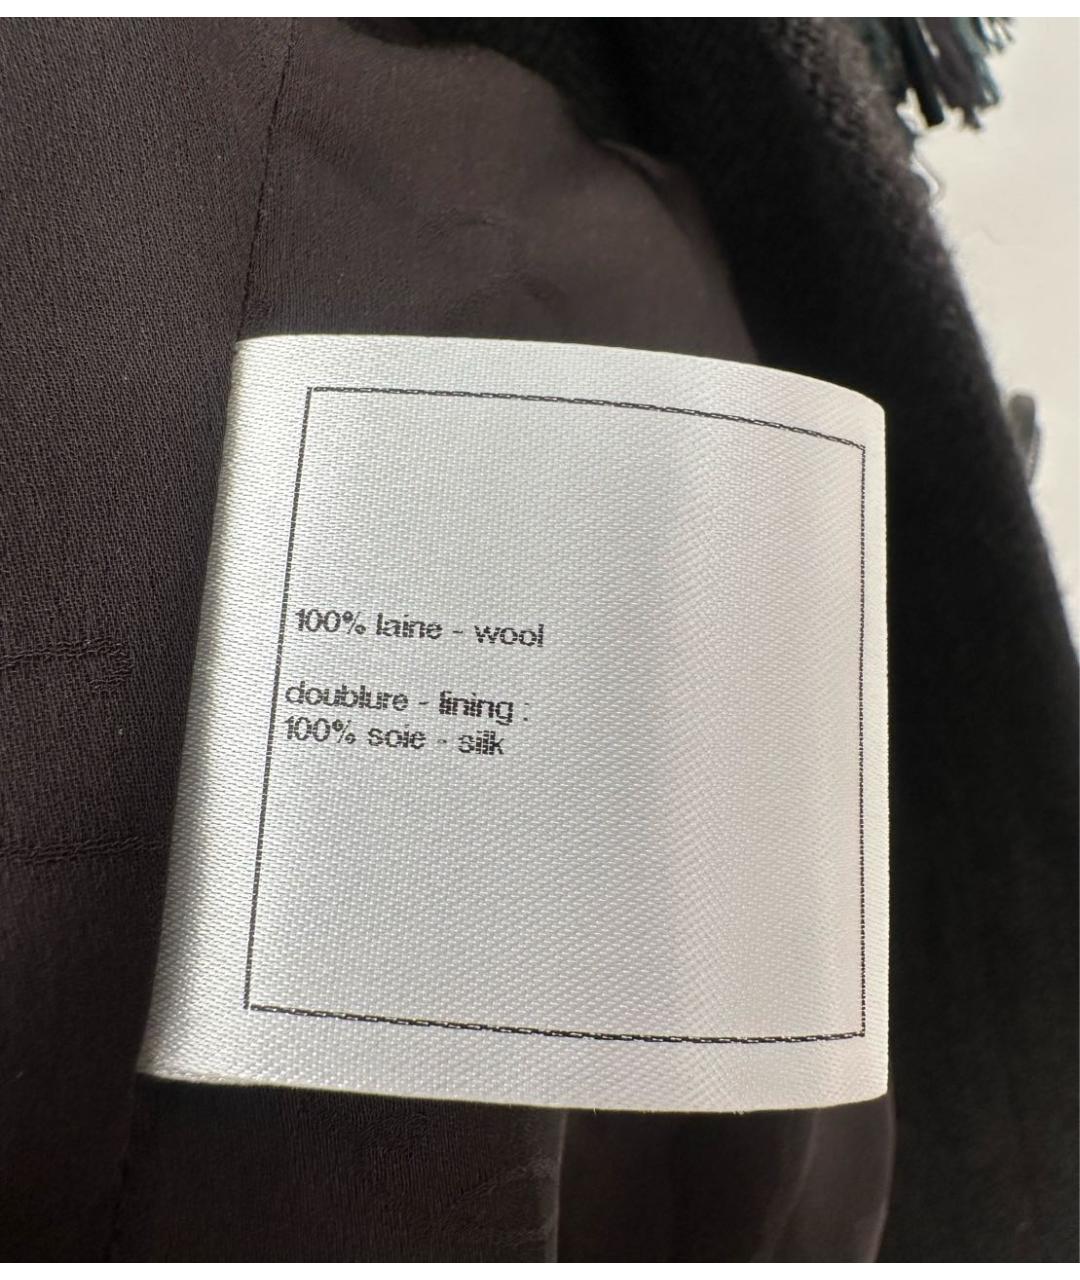 100% laine - wool
doublure - lining :
100% soie - silk